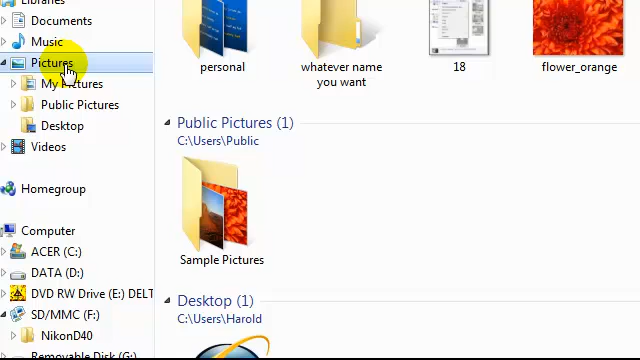 Libraries
Documents
Music
Pictures
My Pictures
Public Pictures
Desktop
Videos
Homegroup
Computer
ACER (C:)
DATA (D:)
DVD RW Drive (E:) DELT
SD/MMC (F:)
NikonD40
Removable Disk (G:)
personal
whatever name
you want
18
flower_orange
Public Pictures (1)
C:\Users\Public
Sample Pictures
Desktop (1)
C:\Users\Harold